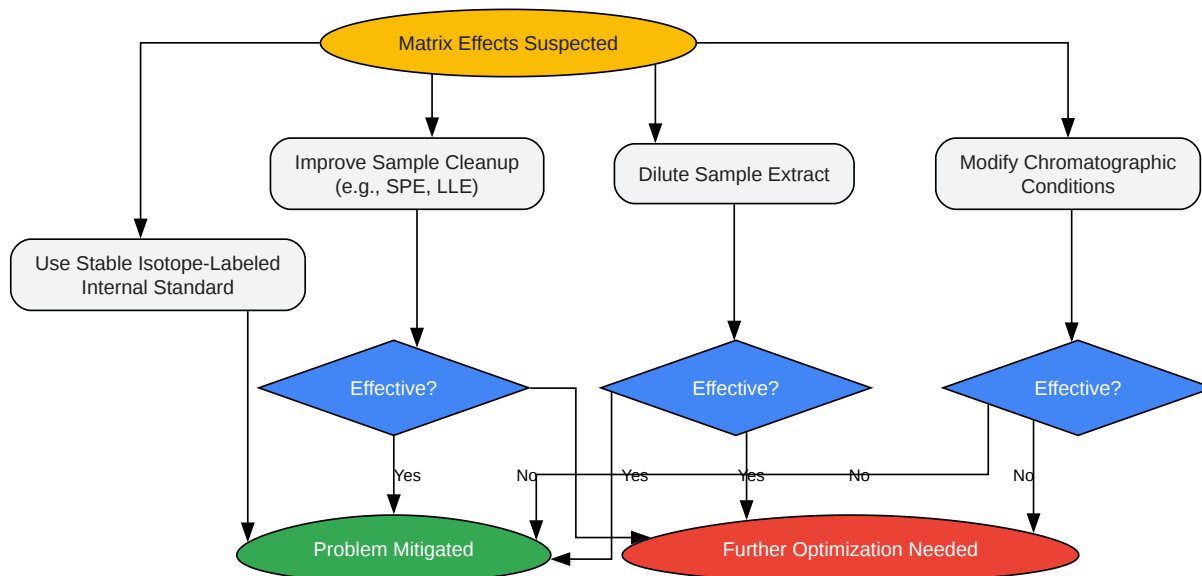 Matrix Effects Suspected
Improve Sample Cleanup
(e.g., SPE, LLE)
Dilute Sample Extract
Modify Chromatographic
Conditions
Use Stable Isotope-Labeled
Internal Standard
Effective?
Effective?
Effective?
Yes
No
Yes
Yes
No
No
Problem Mitigated
Further Optimization Needed